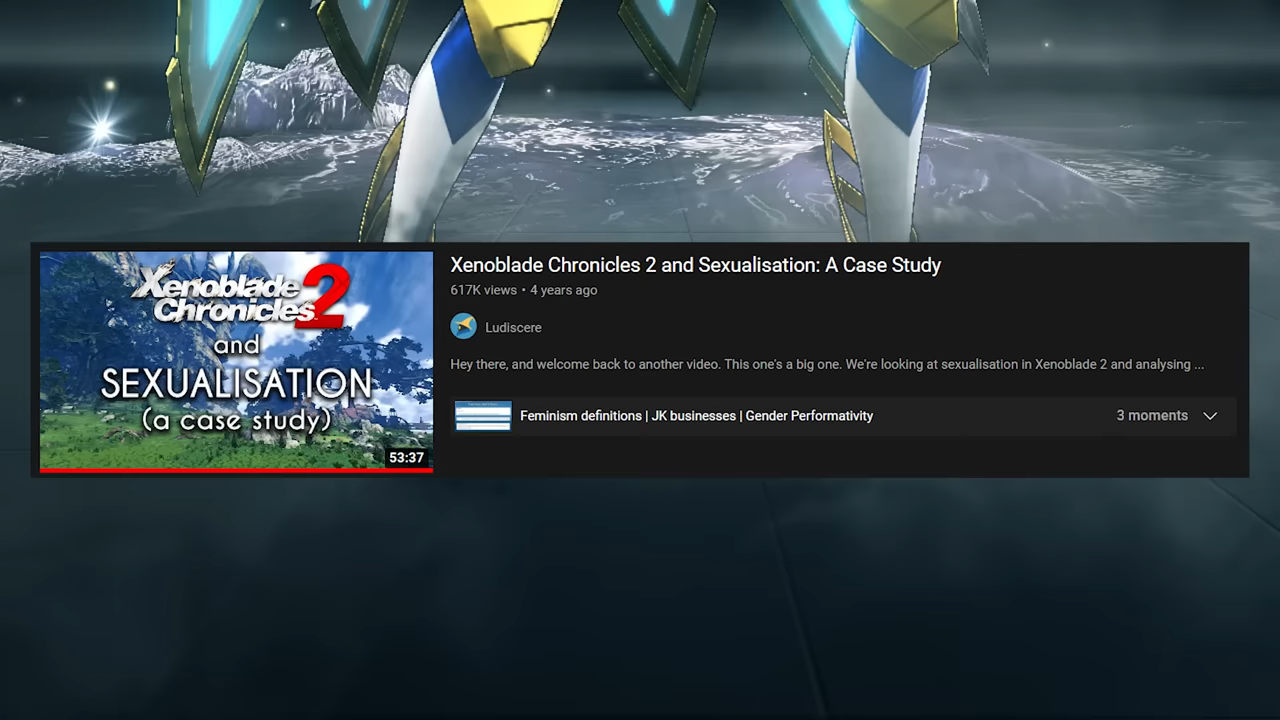 Xenoblade
Chronicles 2
and
SEXUALISATION
(a case study)
53:37
Xenoblade Chronicles 2 and Sexualisation: A Case Study
617K views • 4 years ago
Ludiscere
Hey there, and welcome back to another video. This one's a big one. We're looking at sexualisation in Xenoblade 2 and analysing ...
Feminism definitions | JK businesses | Gender Performativity
3 moments